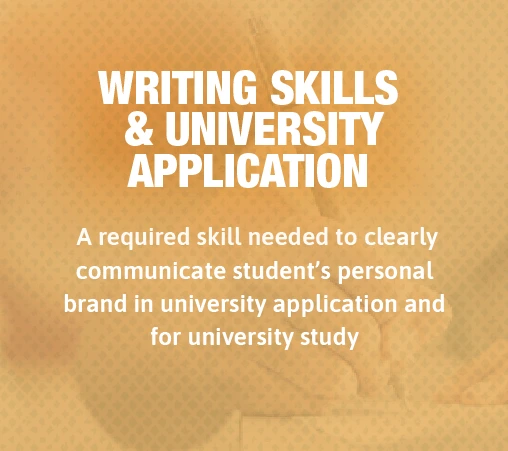 WRITING SKILLS
& UNIVERSITY
APPLICATION
A required skill needed to clearly
communicate student’s personal
brand in university application and
for university study